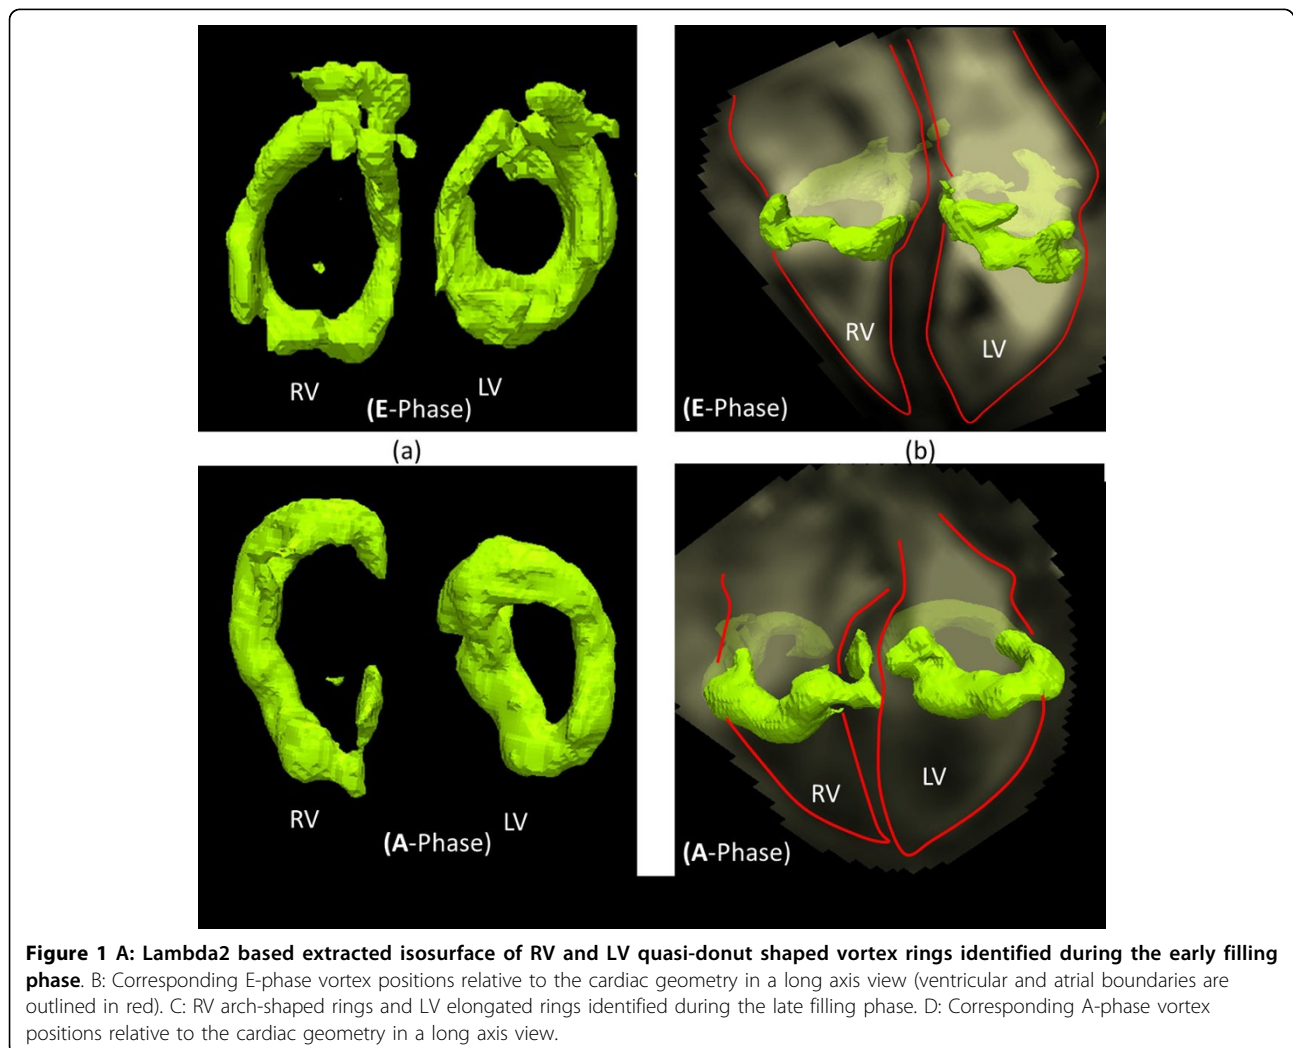 RV
LV
(E-Phase)
(a)
RV
LV
(E-Phase)
(b)
RV
LV
(A-Phase)
RV
LV
(A-Phase)
Figure 1 A: Lambda2 based extracted isosurface of RV and LV quasi-donut shaped vortex rings identified during the early filling
phase. B: Corresponding E-phase vortex positions relative to the cardiac geometry in a long axis view (ventricular and atrial boundaries are
outlined in red). C: RV arch-shaped rings and LV elongated rings identified during the late filling phase. D: Corresponding A-phase vortex
positions relative to the cardiac geometry in a long axis view.